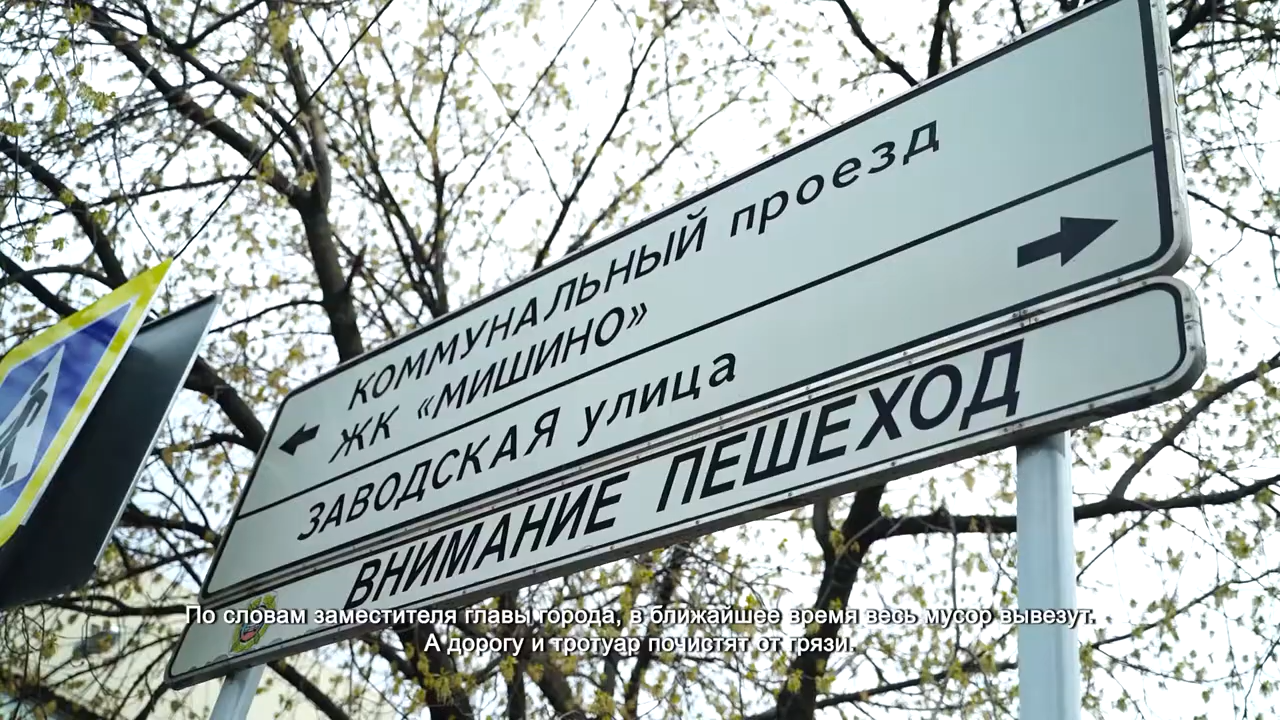 КОММУНАЛЬНЫЙ проезд
ЖК «МИШИНО»
ЗАВОДСКАЯ улица
ВНИМАНИЕ ПЕШЕХОД
По словам заместителя главы города, в ближайшее время весь мусор вывезут.
А дорогу и тротуар почистят от грязи.